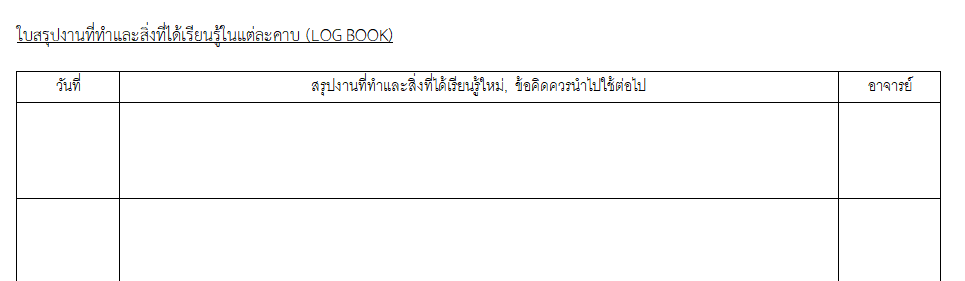 ใบสรุปงานที่ทำและสิ่งที่ได้เรียนรู้ในแต่ละคาบ (LOG BOOK)
วันที่ สรุปงานที่ทำและสิ่งที่ได้เรียนรู้ใหม่, ข้อคิดควรนำไปใช้ต่อไป อาจารย์